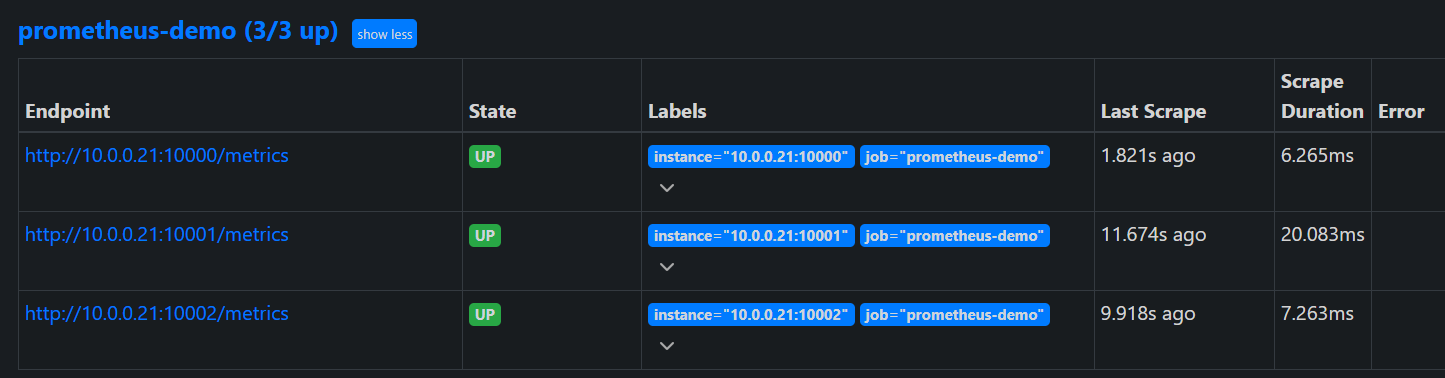 prometheus-demo (3/3 up) show less
Endpoint State Labels Last Scrape Scrape Duration Error
http://10.0.0.21:10000/metrics UP instance="10.0.0.21:10000" job="prometheus-demo" 1.821s ago 6.265ms
http://10.0.0.21:10001/metrics UP instance="10.0.0.21:10001" job="prometheus-demo" 11.674s ago 20.083ms
http://10.0.0.21:10002/metrics UP instance="10.0.0.21:10002" job="prometheus-demo" 9.918s ago 7.263ms